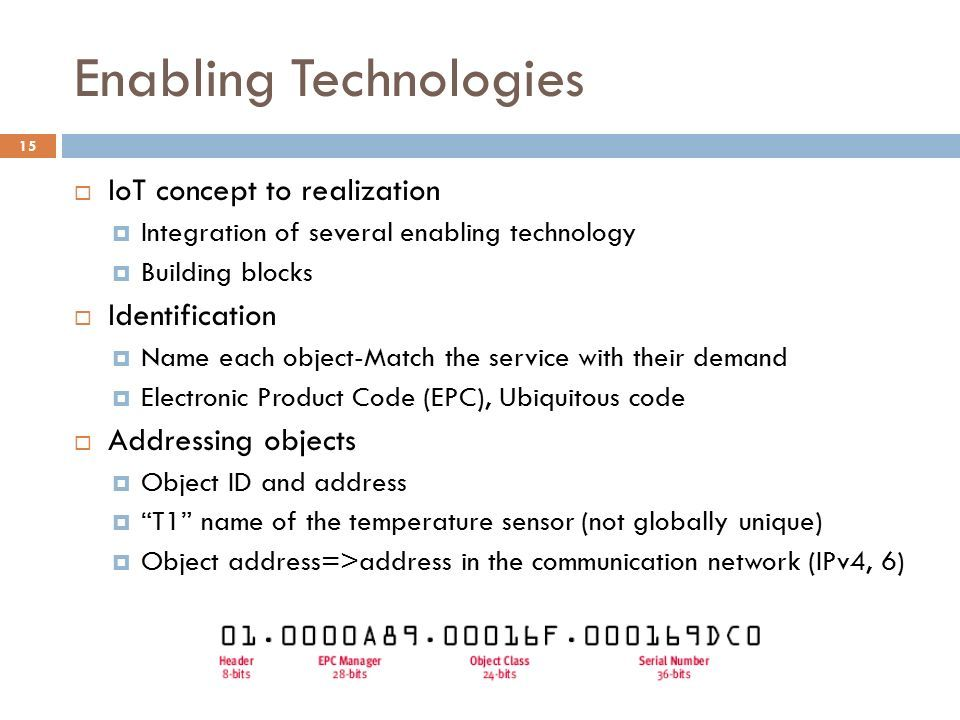 Enabling Technologies
15
IoT concept to realization
Integration of several enabling technology
Building blocks
Identification
Name each object-Match the service with their demand
Electronic Product Code (EPC), Ubiquitous code
Addressing objects
Object ID and address
“T1” name of the temperature sensor (not globally unique)
Object address=>address in the communication network (IPv4, 6)
01.0000A89.00016F.000169DC0
Header EPC Manager Object Class Serial Number
8-bits 28-bits 24-bits 36-bits